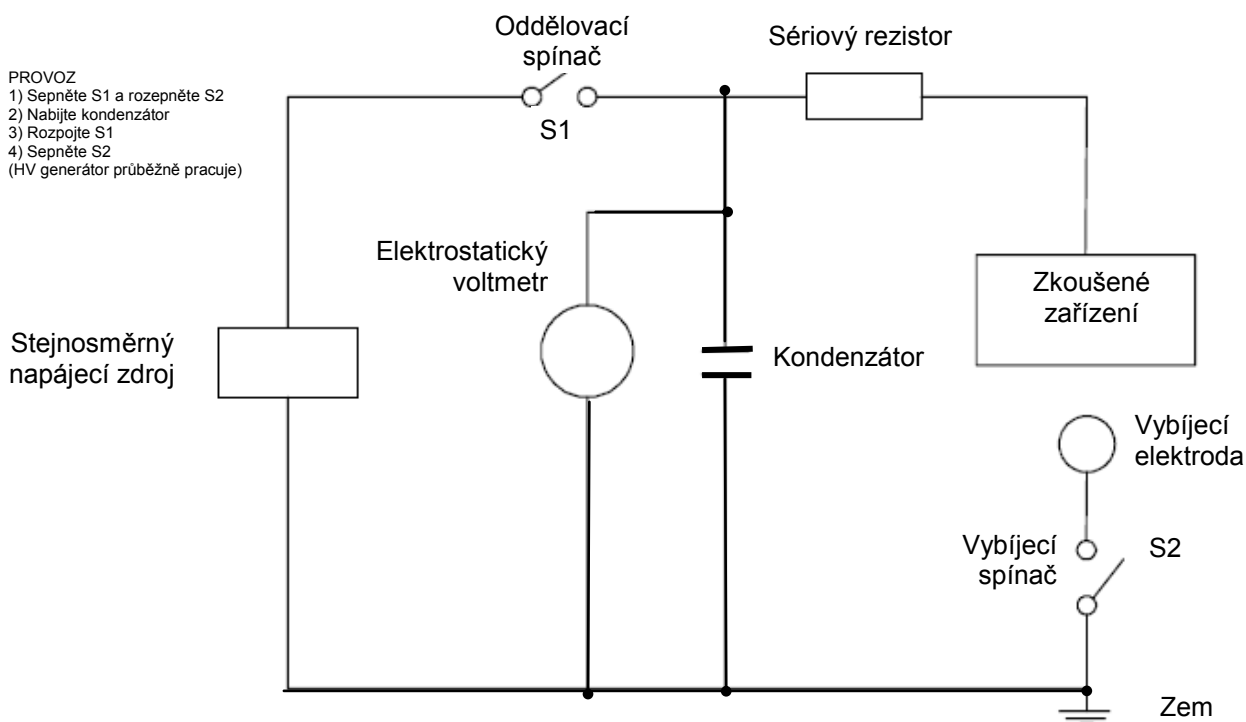 Oddělovací
spínač
Sériový rezistor
PROVOZ
1) Sepněte S1 a rozepněte S2
2) Nabijte kondenzátor
3) Rozpojte S1
4) Sepněte S2
(HV generátor průběžně pracuje)
S1
Elektrostatický
voltmetr
Zkoušené
zařízení
Stejnosměrný
napájecí zdroj
Kondenzátor
Vybíjecí
elektroda
Vybíjecí
spínač
S2
Zem